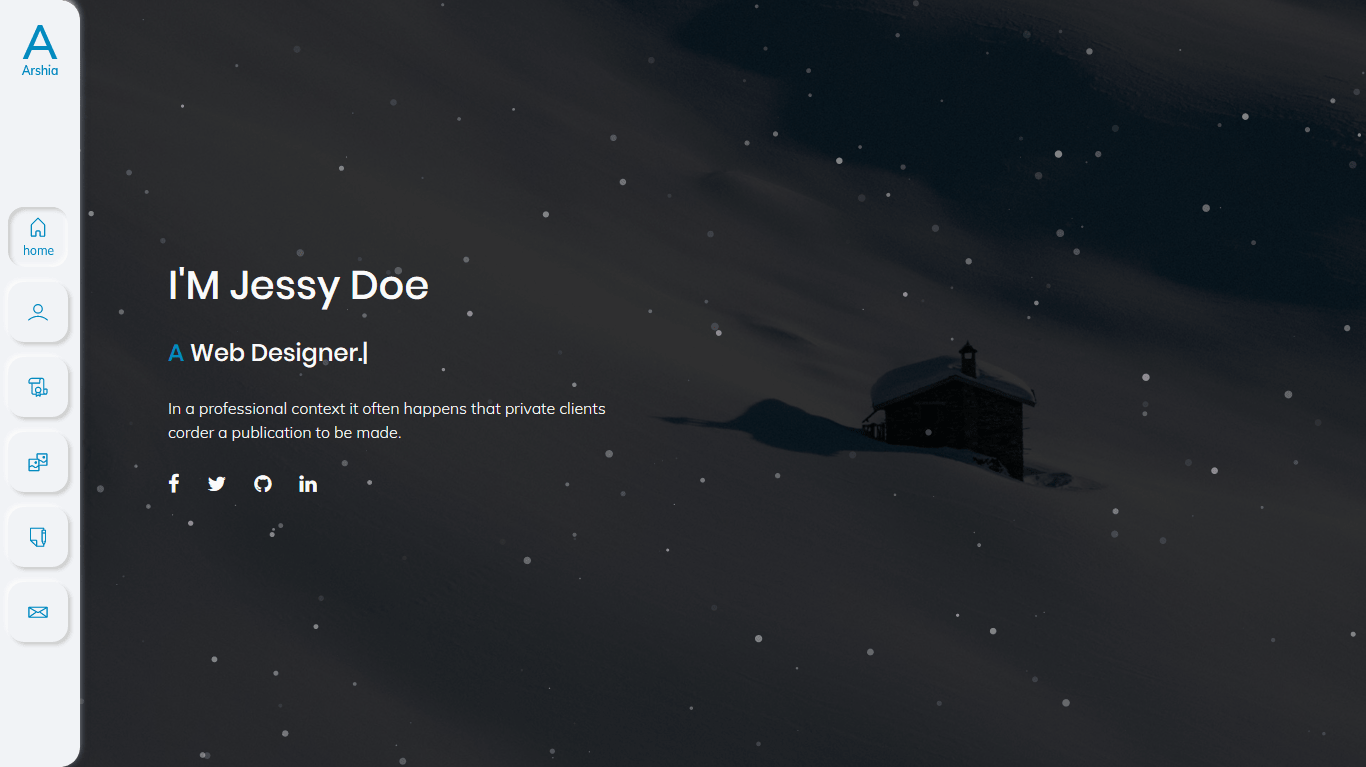 A
Arshia
home
I'M Jessy Doe
A Web Designer.|
In a professional context it often happens that private clients
corder a publication to be made.